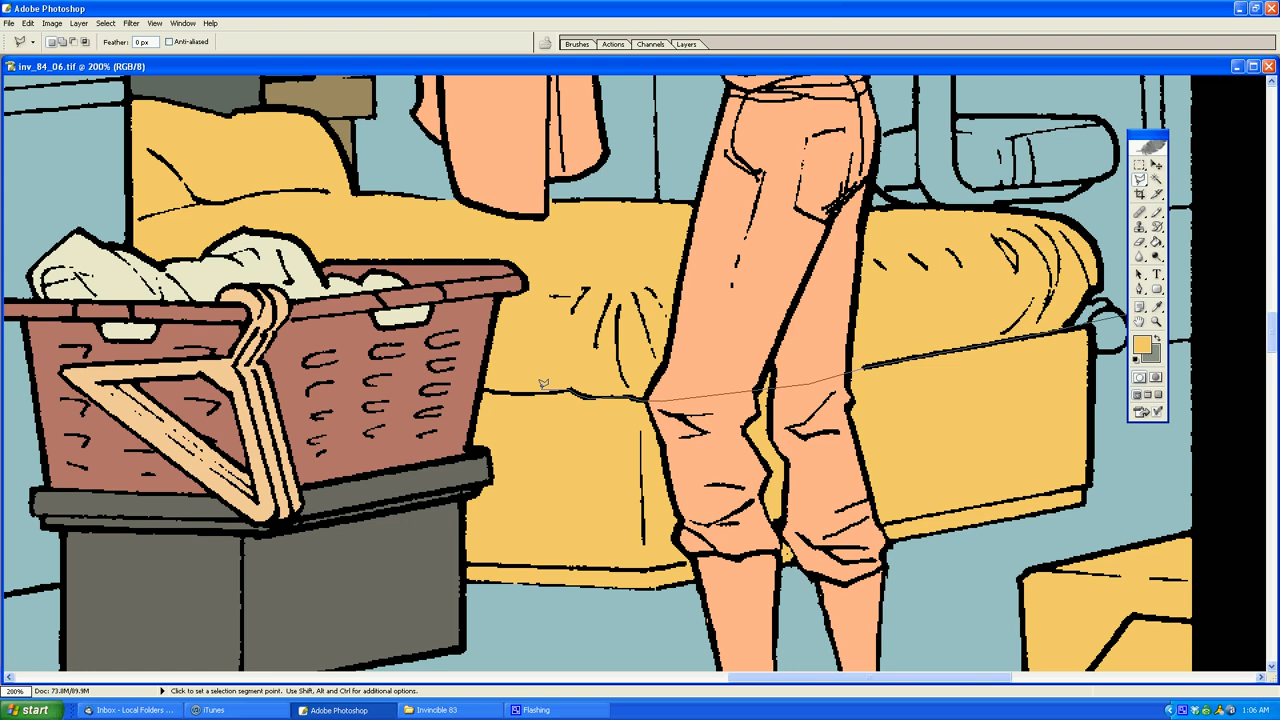 Adobe Photoshop
File Edit Image Layer Select Filter View Window Help
Feather: 0 px Anti-aliased Brushes Actions Channels Layers
inv_84_06.tif @ 200% (RGB/8)
T
200% Doc: 73.8M/89.9M Click to set a selection segment point. Use Shift, Alt and Ctrl for additional options.
start Inbox - Local Folders ... iTunes Adobe Photoshop Invincible 83 Flashing 1:06 AM